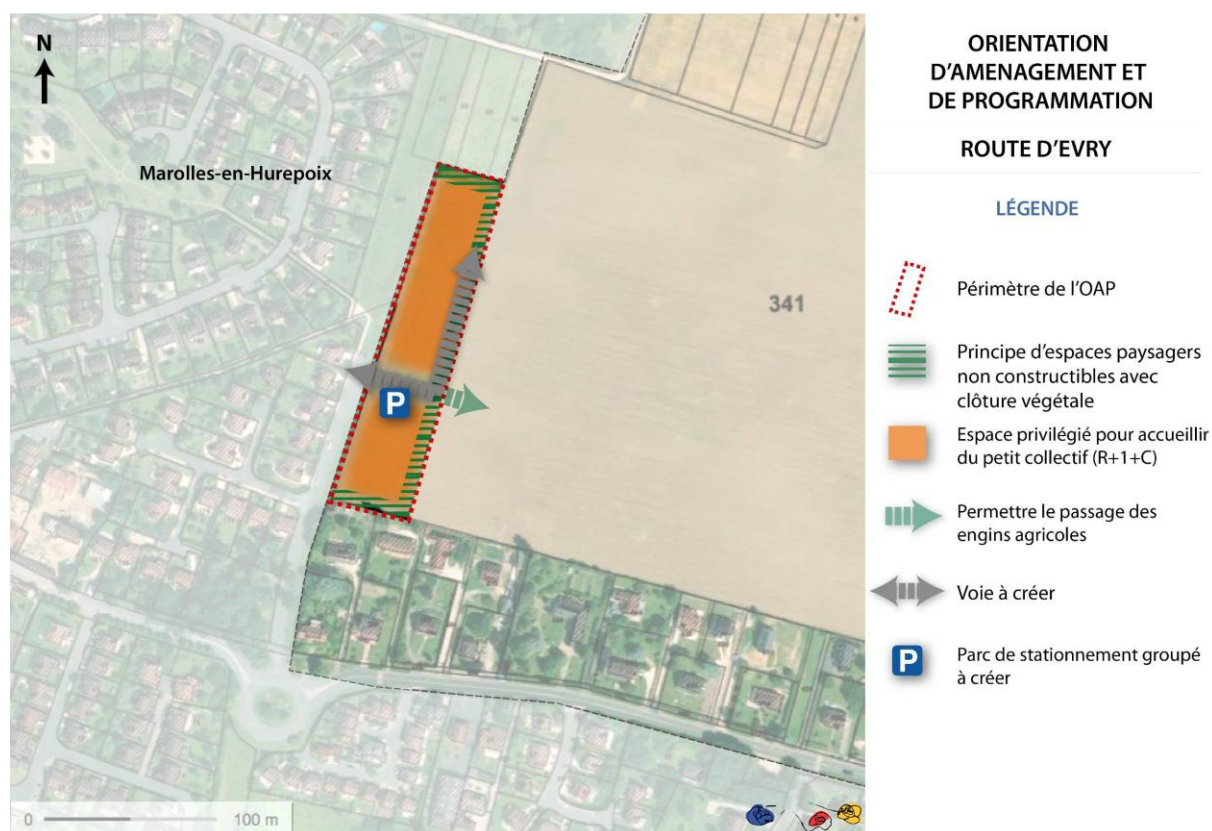 N
Marolles-en-Hurepoix
341
P
0
100 m
ORIENTATION
D'AMENAGEMENT ET
DE PROGRAMMATION
ROUTE D'EVRY
LÉGENDE
Périmètre de l'OAP
Principe d'espaces paysagers
non constructibles avec
clôture végétale
Espace privilégié pour accueillir
du petit collectif (R+1+C)
Permettre le passage des
engins agricoles
Voie à créer
P
Parc de stationnement groupé
à créer